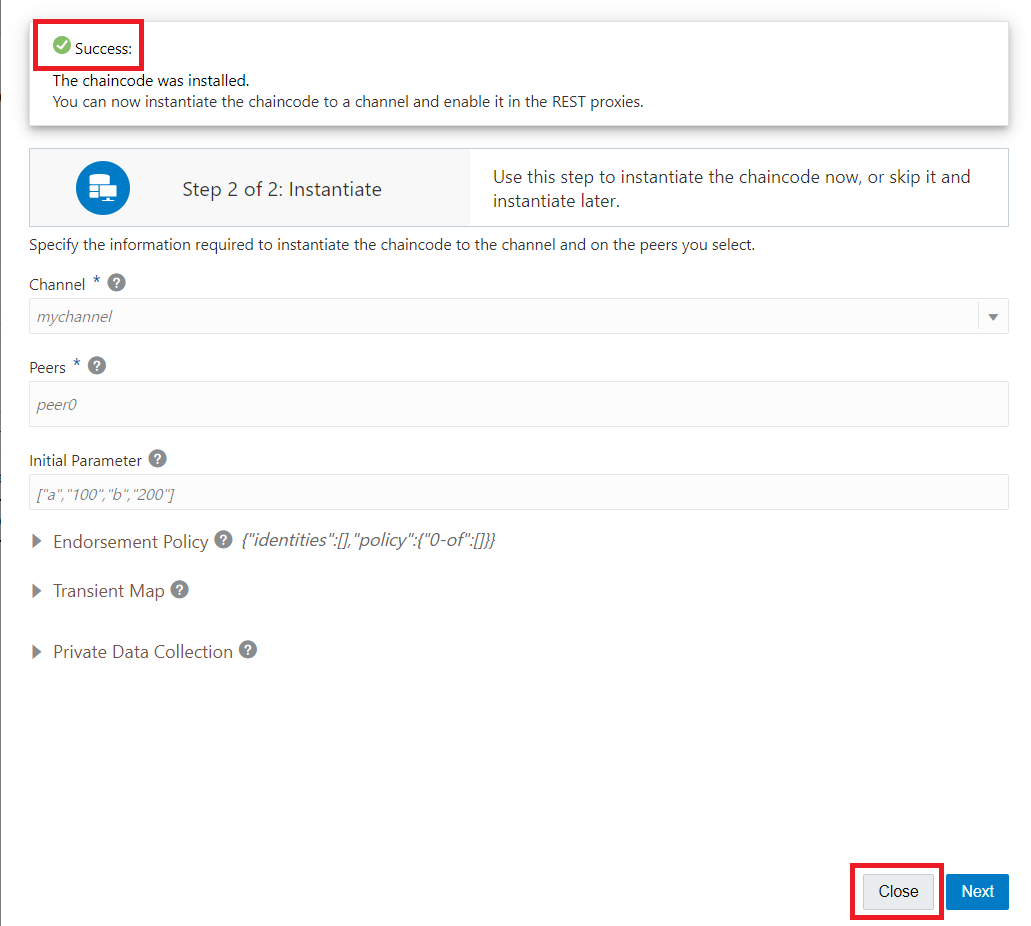 Success:
The chaincode was installed.
You can now instantiate the chaincode to a channel and enable it in the REST proxies.
Step 2 of 2: Instantiate
Use this step to instantiate the chaincode now, or skip it and
instantiate later.
Specify the information required to instantiate the chaincode to the channel and on the peers you select.
Channel * ?
mychannel
Peers * ?
peer0
Initial Parameter ?
["a","100","b","200"]
Endorsement Policy ? {"identities":[],"policy":{"0-of":[]}}
Transient Map ?
Private Data Collection ?
Close Next